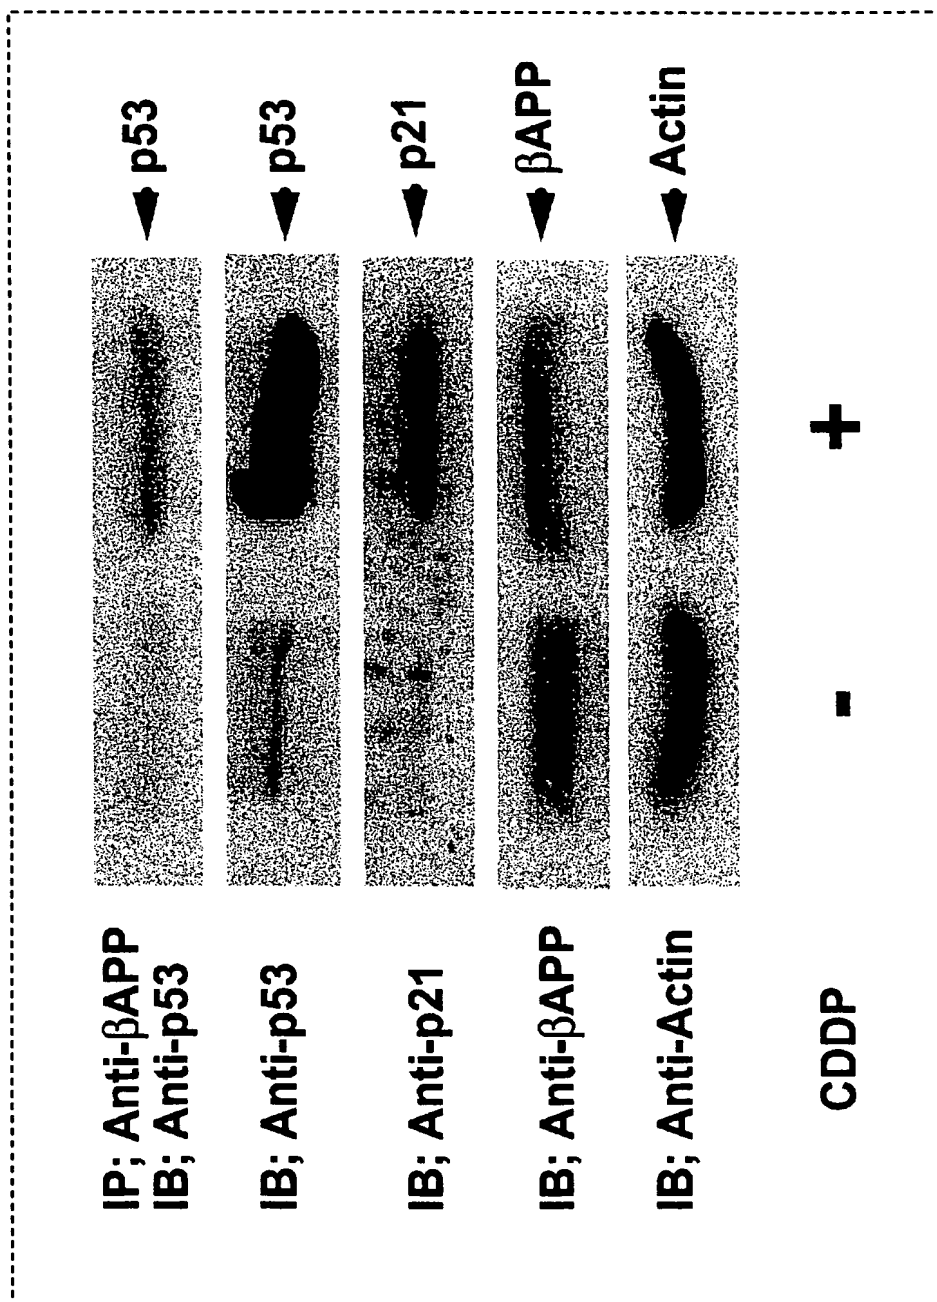 IP; Anti-βAPP
IB; Anti-p53
p53
IB; Anti-p53
p53
IB; Anti-p21
p21
IB; Anti-βAPP
βAPP
IB; Anti-Actin
Actin
CDDP
-
+